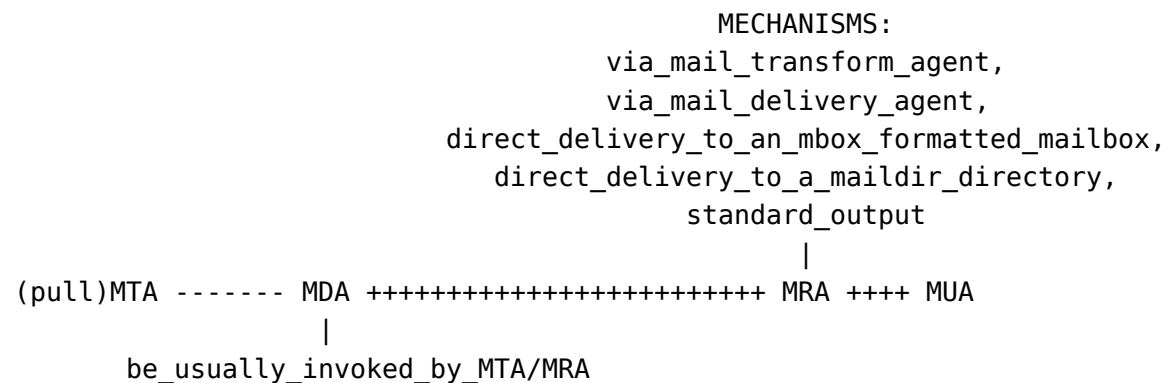 MECHANISMS:
via_mail_transform_agent,
via_mail_delivery_agent,
direct_delivery_to_an_mbox_formatted_mailbox,
direct_delivery_to_a_maildir_directory,
standard_output
|
(pull)MTA ------- MDA +++++++++++++++++++++++++ MRA ++++ MUA
|
be_usually_invoked_by_MTA/MRA